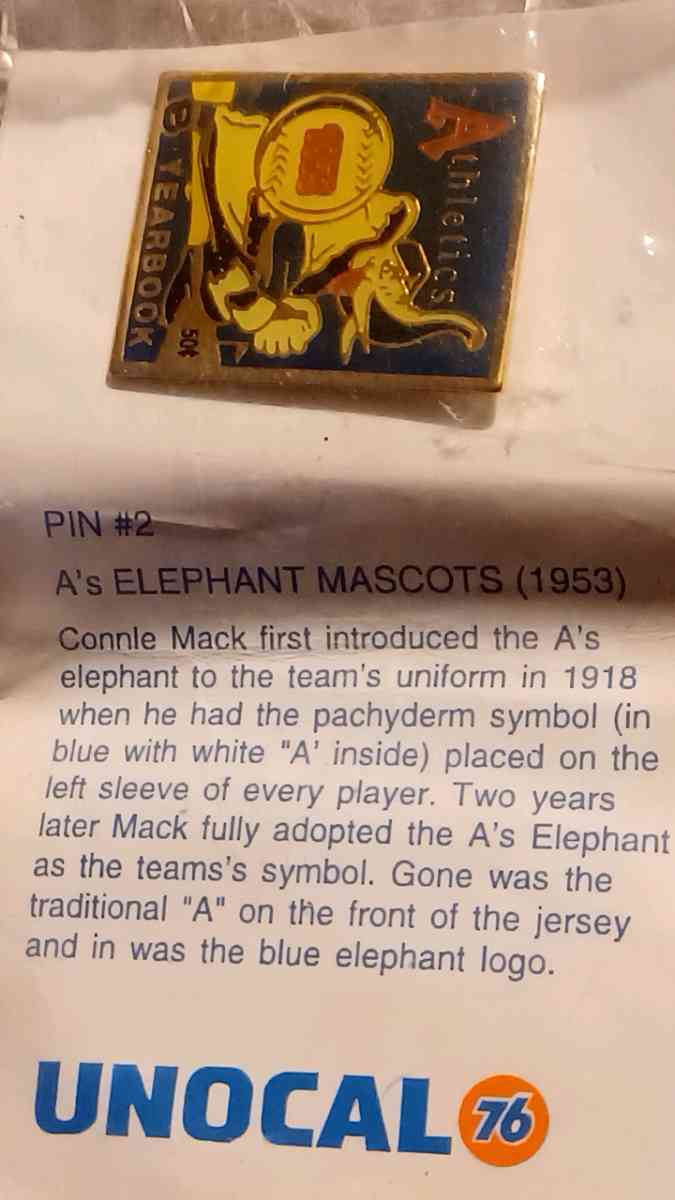 Athletics
YEARBOOK
50¢
PIN #2
A's ELEPHANT MASCOTS (1953)
Connie Mack first introduced the A's
elephant to the team's uniform in 1918
when he had the pachyderm symbol (in
blue with white "A' inside) placed on the
left sleeve of every player. Two years
later Mack fully adopted the A's Elephant
as the teams's symbol. Gone was the
traditional "A" on the front of the jersey
and in was the blue elephant logo.
UNOCAL 76